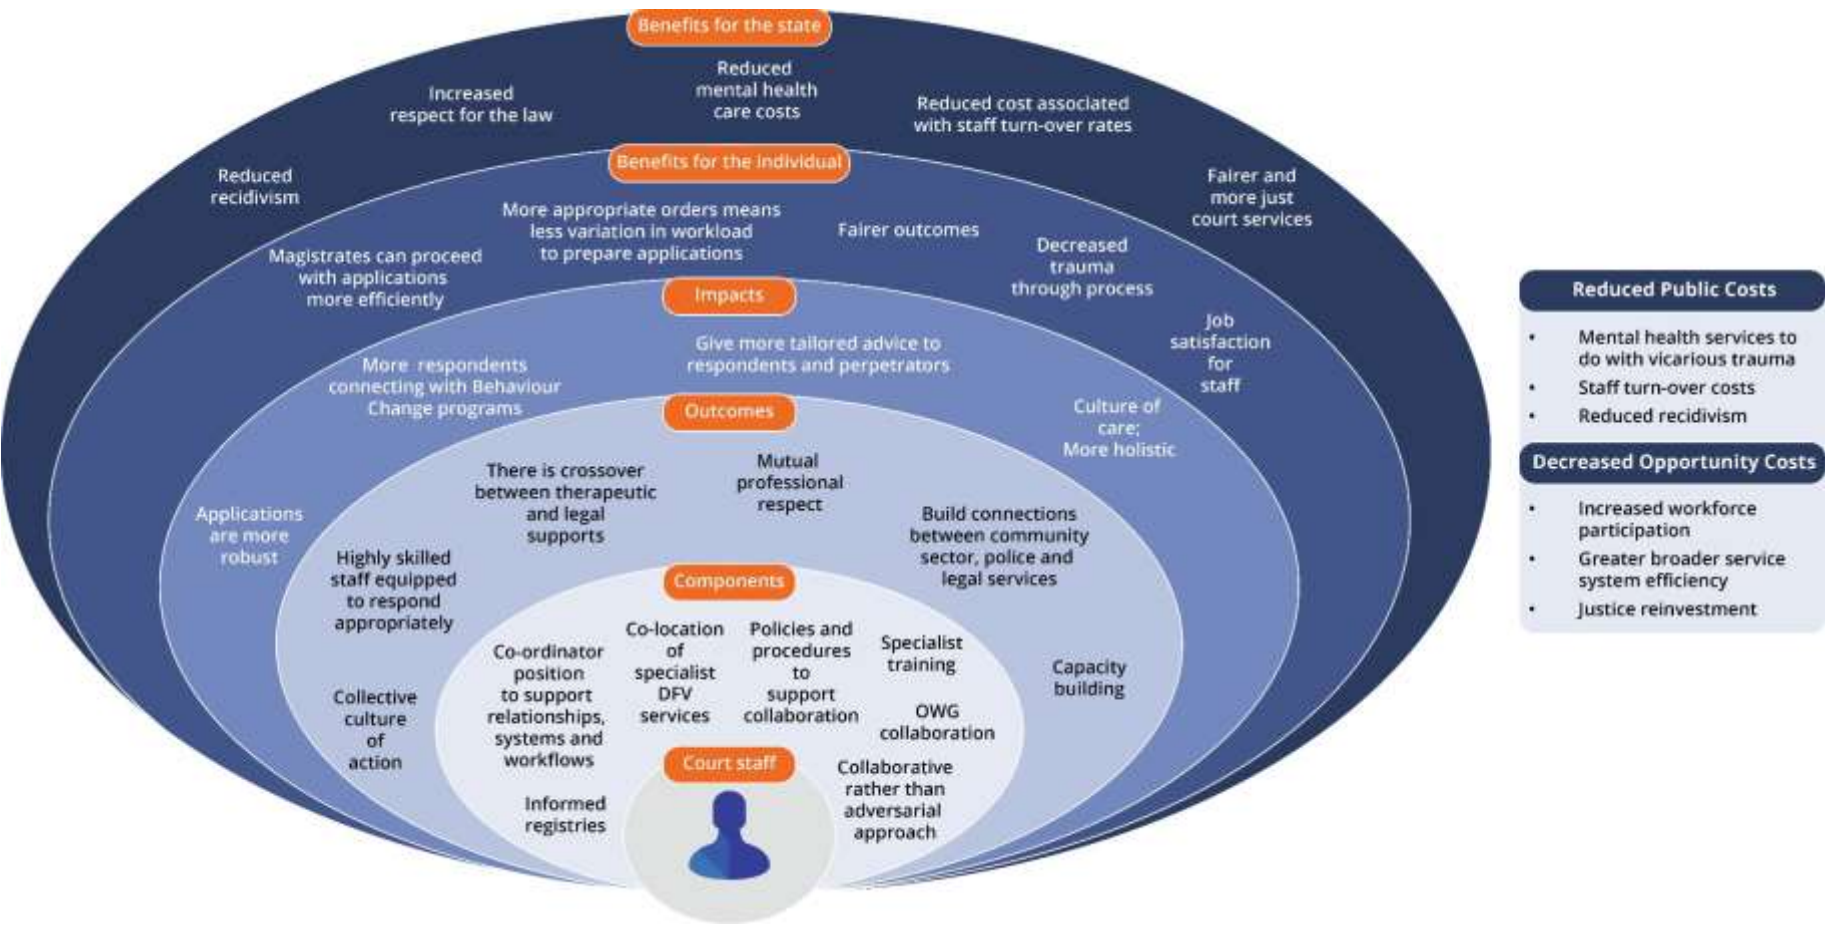 Benefits for the state
Reduced
mental health
care costs
Increased
respect for the law
Reduced cost associated
with staff turn-over rates
Reduced
recidivism
Fairer and
more just
court services
Benefits for the individual
More appropriate orders means
less variation in workload
to prepare applications
Fairer outcomes
Magistrates can proceed
with applications
more efficiently
Decreased
trauma
through process
Job
satisfaction
for
staff
Impacts
Give more tailored advice to
respondents and perpetrators
More respondents
connecting with Behaviour
Change programs
Culture of
care;
More holistic
Applications
are more
robust
Outcomes
There is crossover
between therapeutic
and legal
supports
Mutual
professional
respect
Build connections
between community
sector, police and
legal services
Highly skilled
staff equipped
to respond
appropriately
Collective
culture
of
action
Capacity
building
Components
Co-ordinator
position
to support
relationships,
systems and
workflows
Co-location
of
specialist
DFV
services
Policies and
procedures
to
support
collaboration
Specialist
training
OWG
collaboration
Informed
registries
Collaborative
rather than
adversarial
approach
Court staff
Reduced Public Costs
• Mental health services to
do with vicarious trauma
• Staff turn-over costs
• Reduced recidivism
Decreased Opportunity Costs
• Increased workforce
participation
• Greater broader service
system efficiency
• Justice reinvestment